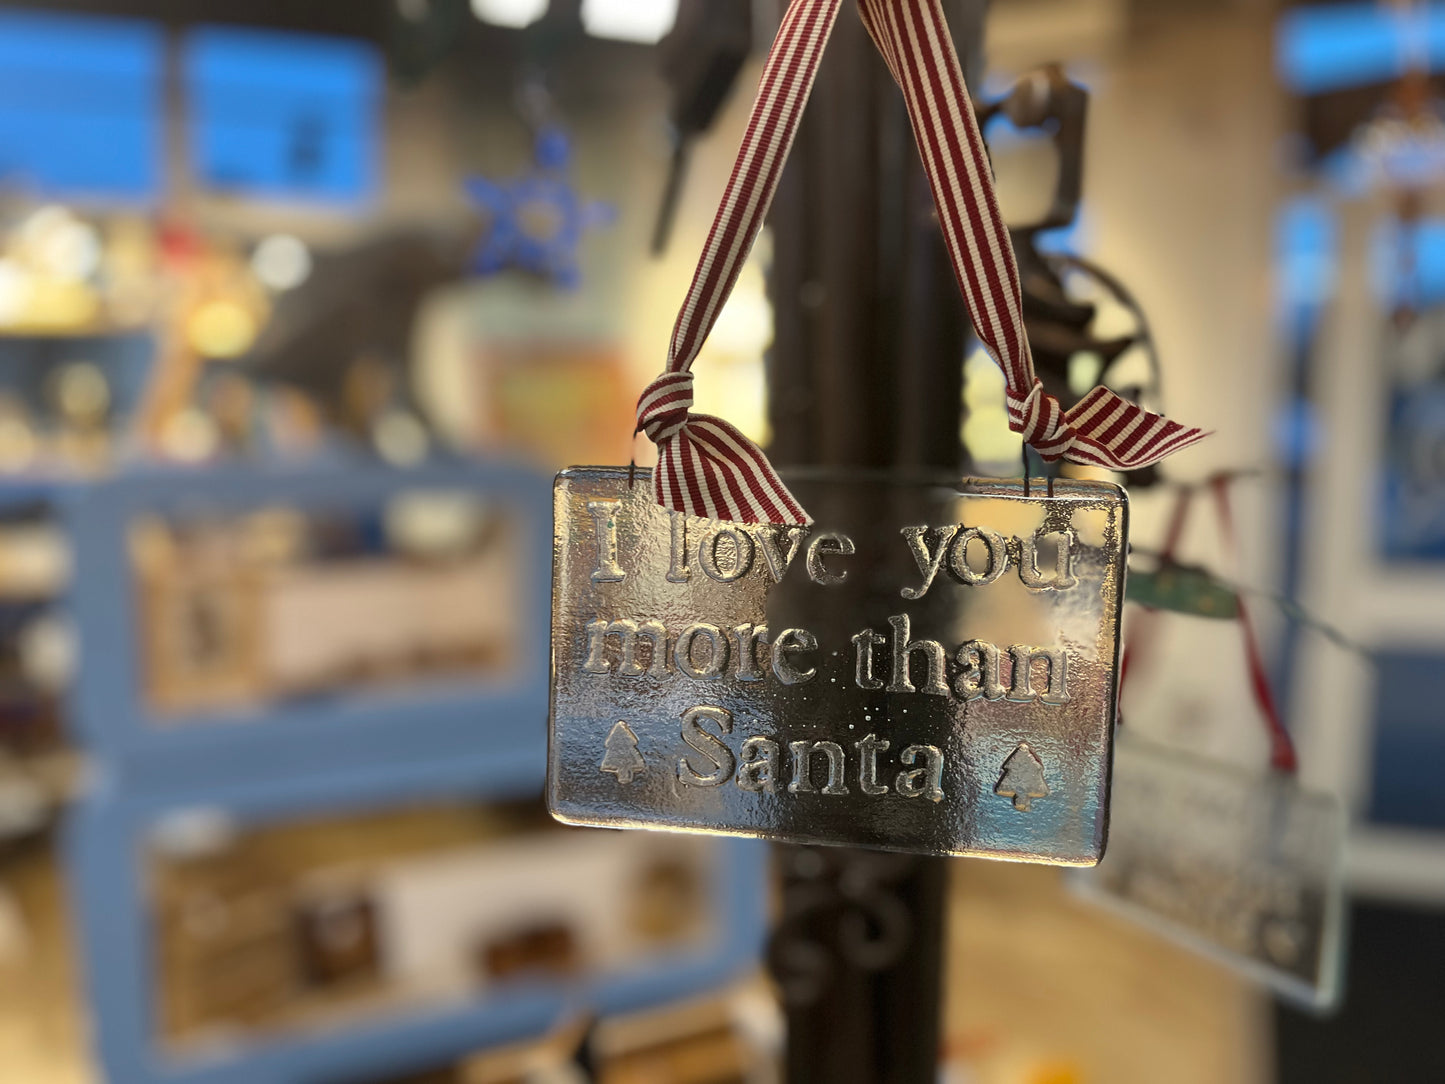 I love you
more than
Santa